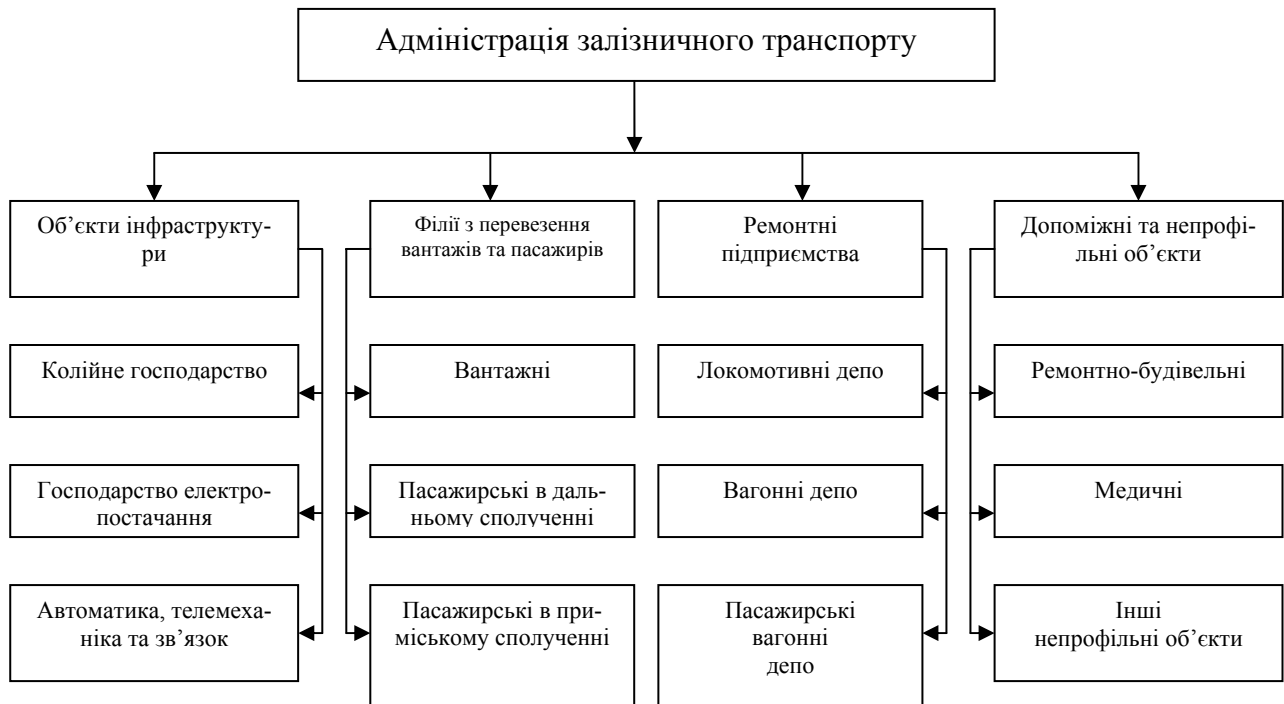 Адміністрація залізничного транспорту
Об’єкти інфраструкту-
ри
Філії з перевезення
вантажів та пасажирів
Ремонтні
підприємства
Допоміжні та непрофі-
льні об’єкти
Колійне господарство
Вантажні
Локомотивні депо
Ремонтно-будівельні
Господарство електро-
постачання
Пасажирські в даль-
ньому сполученні
Вагонні депо
Медичні
Автоматика, телемеха-
ніка та зв’язок
Пасажирські в при-
міському сполученні
Пасажирські
вагонні
депо
Інші
непрофільні об’єкти